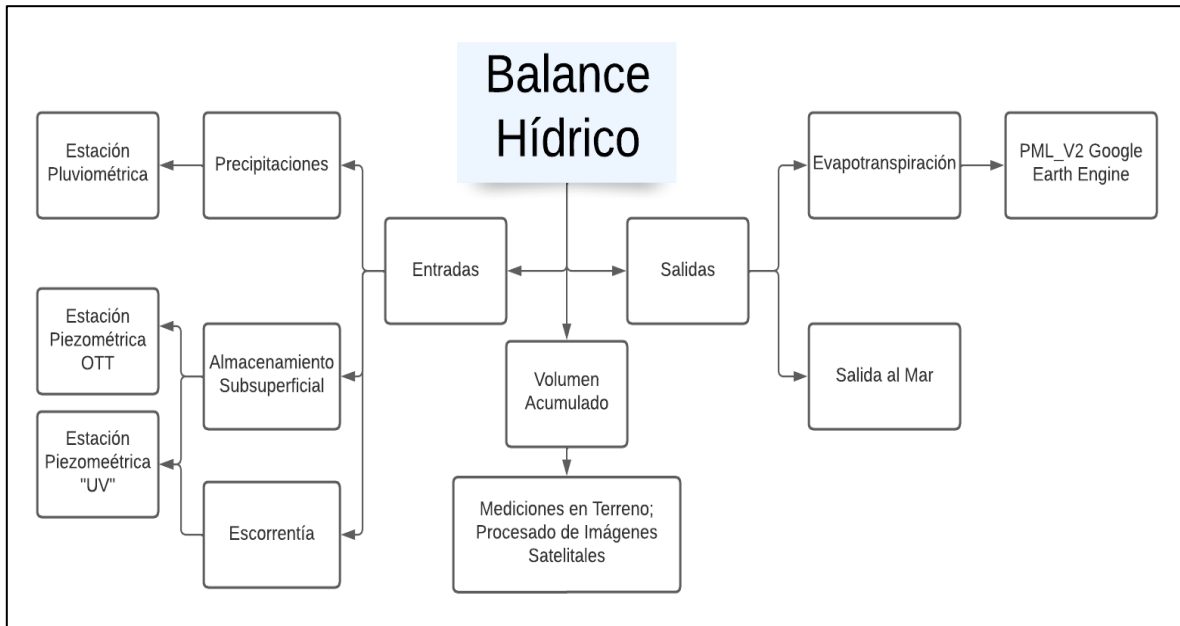 Balance
Hídrico
Estación
Pluviométrica
Precipitaciones
Evapotranspiración
PML_V2 Google
Earth Engine
Entradas
Salidas
Estación
Piezométrica
OTT
Almacenamiento
Subsuperficial
Volumen
Acumulado
Salida al Mar
Estación
Piezomeétrica
"UV"
Escorrentía
Mediciones en Terreno;
Procesado de Imágenes
Satelitales